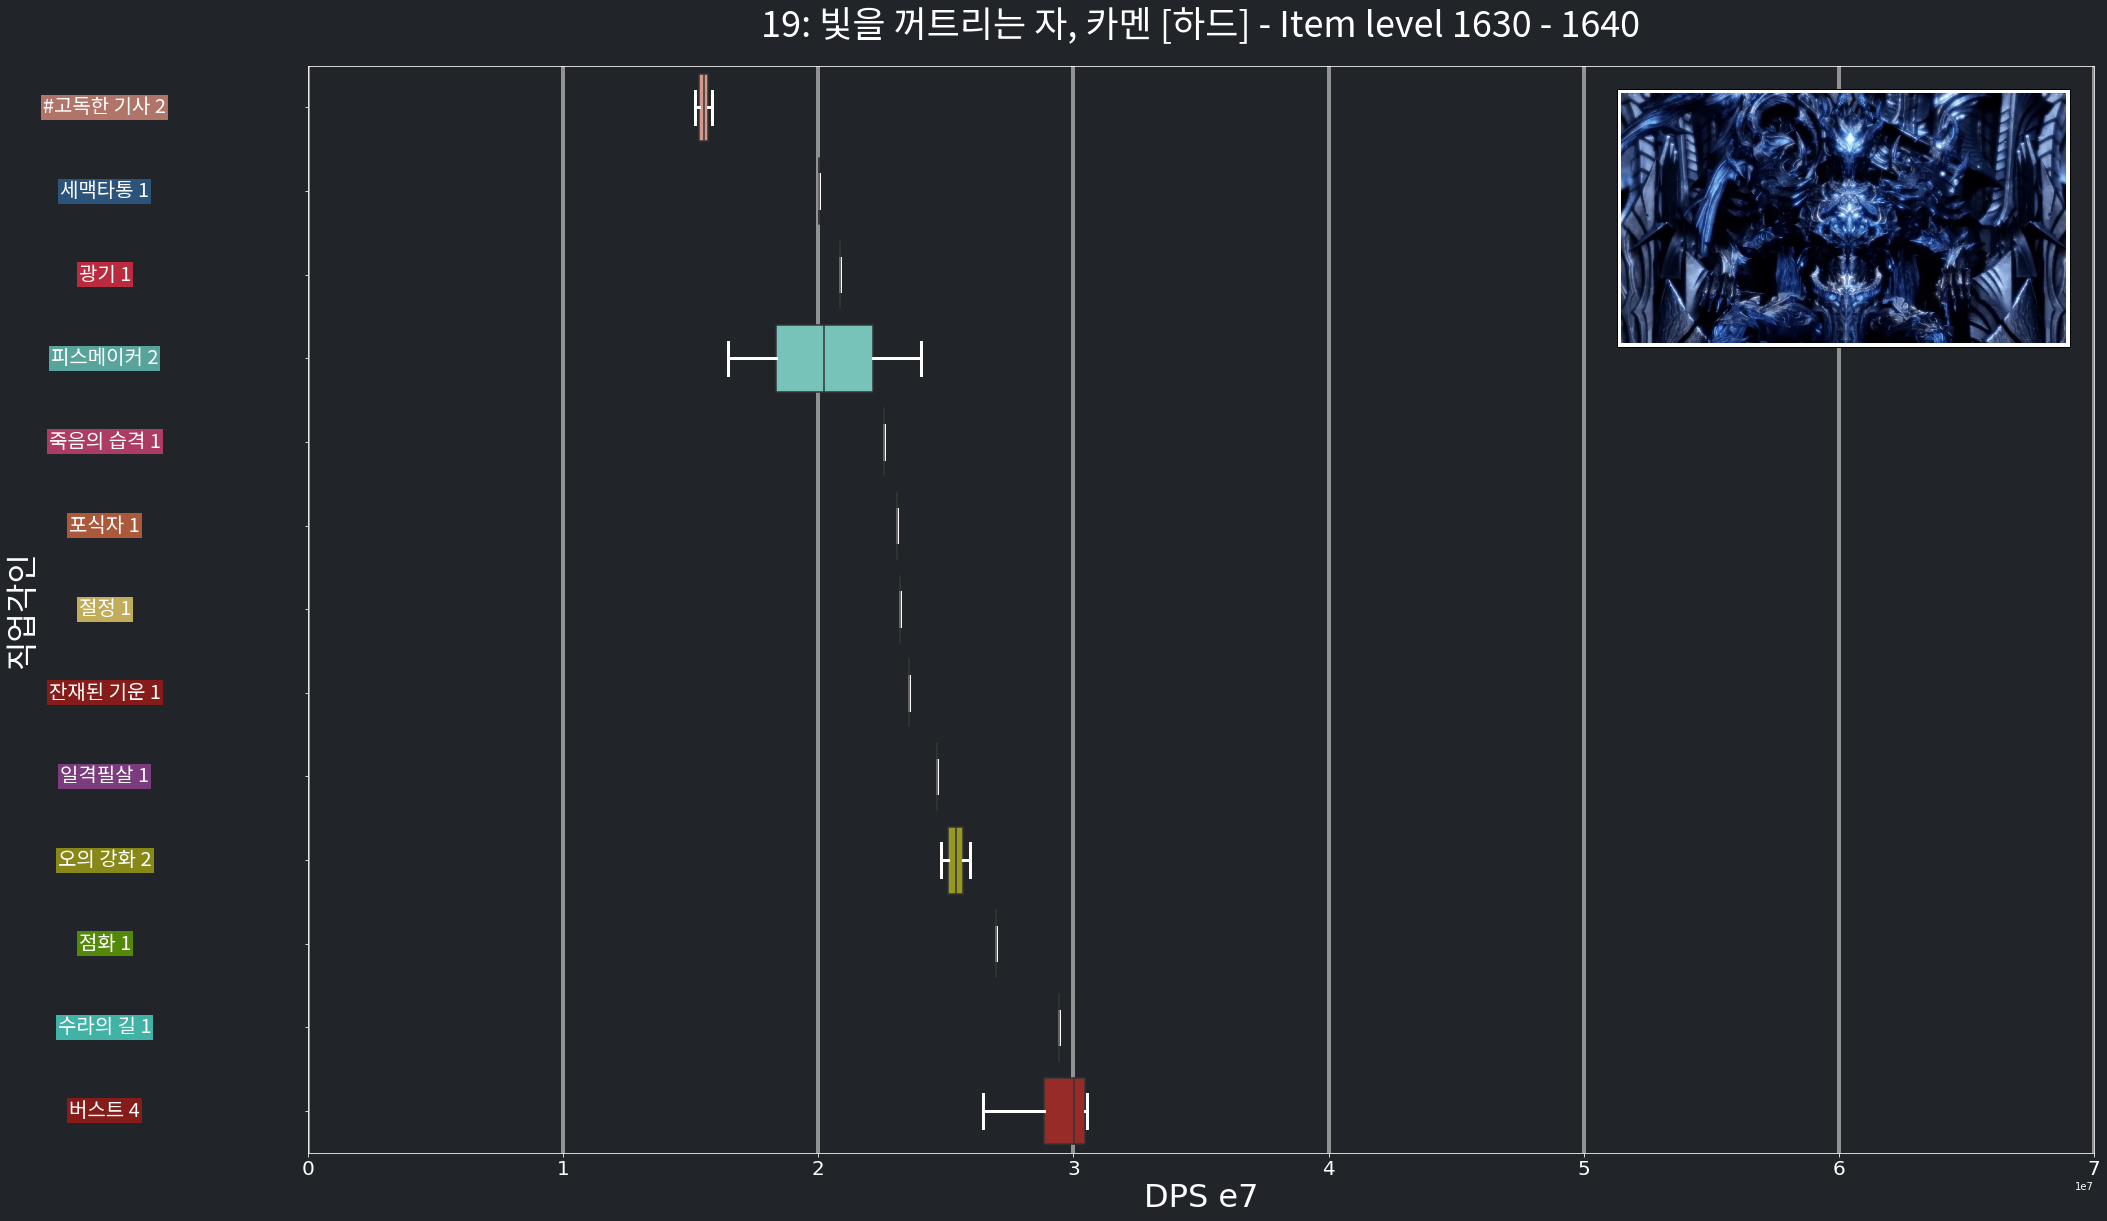 19: 빛을 꺼트리는 자, 카멘 [하드] - Item level 1630 - 1640
#고독한 기사 2
세맥타통 1
광기 1
피스메이커 2
죽음의 습격 1
포식자 1
절정 1
잔재된 기운 1
일격필살 1
오의 강화 2
점화 1
수라의 길 1
버스트 4
직업각인
0 1 2 3 4 5 6 7
1e7
DPS e7